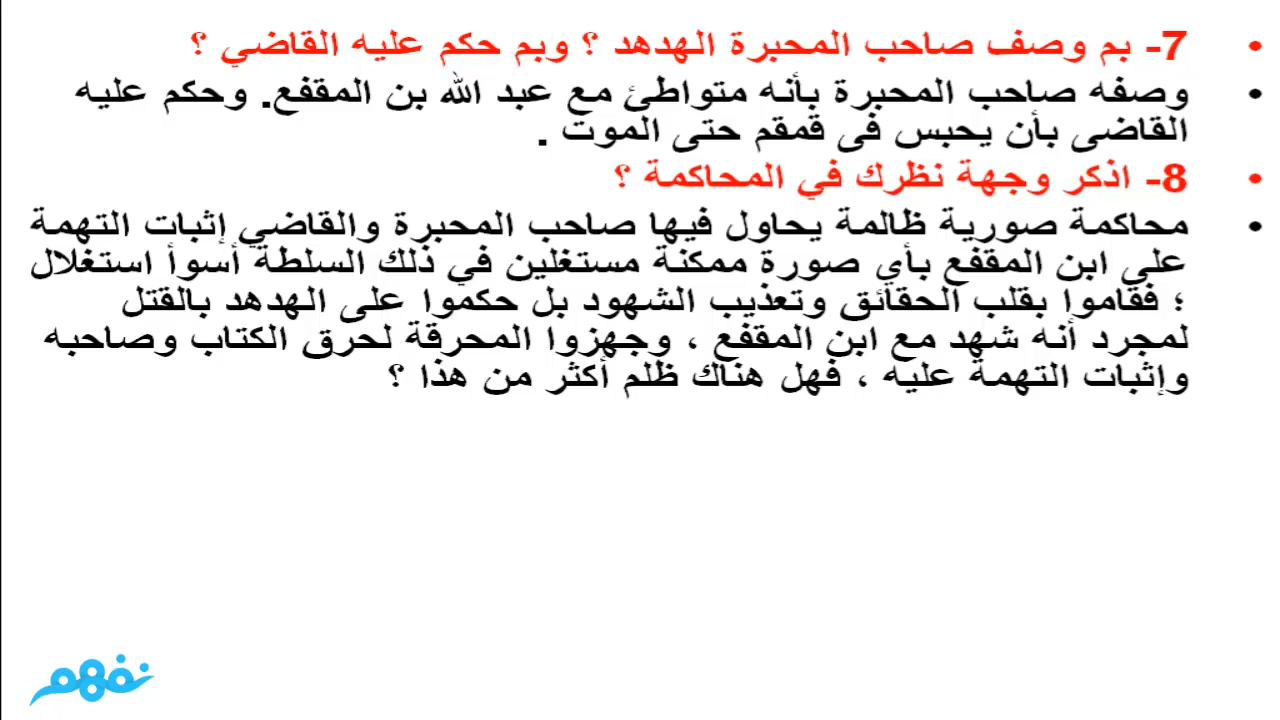 • 7- بم وصف صاحب المحبرة الهدهد ؟ وبم حكم عليه القاضي ؟
• وصفه صاحب المحبرة بأنه متواطئ مع عبد الله بن المقفع. وحكم عليه
القاضى بأن يحبس فى قمقم حتى الموت .
• 8- اذكر وجهة نظرك في المحاكمة ؟
• محاكمة صورية ظالمة يحاول فيها صاحب المحبرة والقاضي إثبات التهمة
على ابن المقفع بأي صورة ممكنة مستغلين في ذلك السلطة أسوأ استغلال
؛ فقاموا بقلب الحقائق وتعذيب الشهود بل حكموا على الهدهد بالقتل
لمجرد أنه شهد مع ابن المقفع ، وجهزوا المحرقة لحرق الكتاب وصاحبه
وإثبات التهمة عليه ، فهل هناك ظلم أكثر من هذا ؟
نفهم